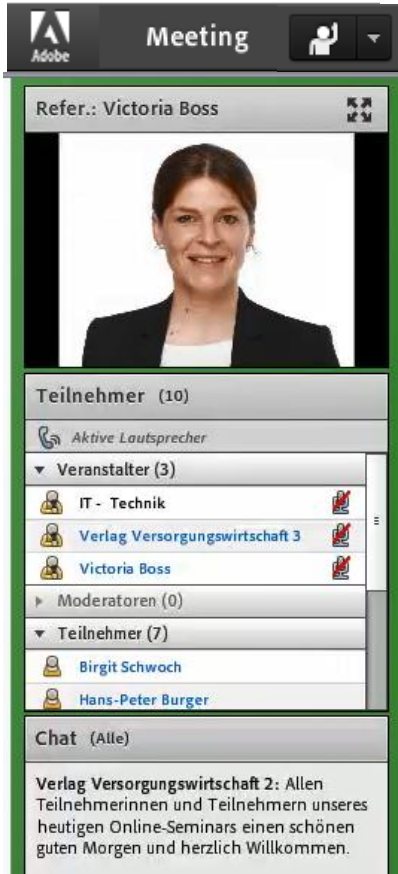 Adobe
Meeting
Refer.: Victoria Boss
Teilnehmer (10)
Aktive Lautsprecher
Veranstalter (3)
IT - Technik
Verlag Versorgungswirtschaft 3
Victoria Boss
Moderatoren (0)
Teilnehmer (7)
Birgit Schwoch
Hans-Peter Burger
Chat (Alle)
Verlag Versorgungswirtschaft 2: Allen
Teilnehmerinnen und Teilnehmern unseres
heutigen Online-Seminars einen schönen
guten Morgen und herzlich Willkommen.